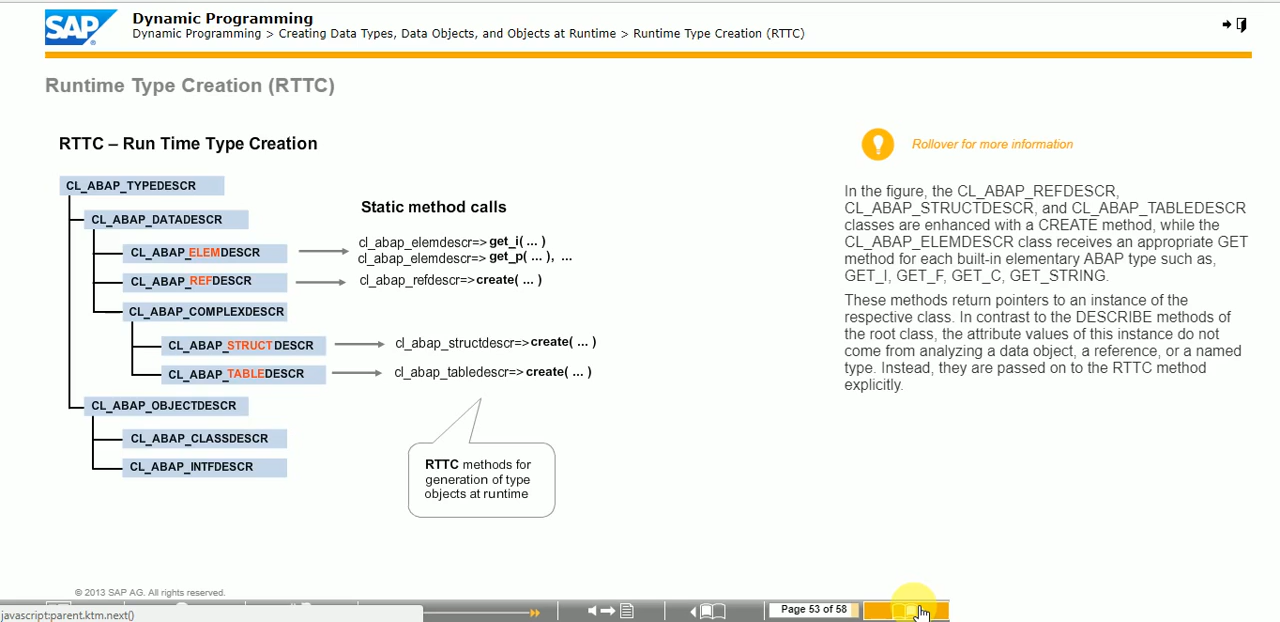 SAP
®
Dynamic Programming
Dynamic Programming > Creating Data Types, Data Objects, and Objects at Runtime > Runtime Type Creation (RTTC)
Runtime Type Creation (RTTC)
RTTC – Run Time Type Creation
CL_ABAP_TYPEDESCR
CL_ABAP_DATADESCR
CL_ABAP_ELEMDESCR
CL_ABAP_REFDESCR
CL_ABAP_COMPLEXDESCR
CL_ABAP_STRUCTDESCR
CL_ABAP_TABLEDESCR
CL_ABAP_OBJECTDESCR
CL_ABAP_CLASSDESCR
CL_ABAP_INTFDESCR
Static method calls
cl_abap_elemdescr=> get_i( ... )
cl_abap_elemdescr=> get_p( ... ), ...
cl_abap_refdescr=>create( ... )
cl_abap_structdescr=>create( ... )
cl_abap_tabledescr=>create( ... )
RTTC methods for
generation of type
objects at runtime
Rollover for more information
In the figure, the CL_ABAP_REFDESCR,
CL_ABAP_STRUCTDESCR, and CL_ABAP_TABLEDESCR
classes are enhanced with a CREATE method, while the
CL_ABAP_ELEMDESCR class receives an appropriate GET
method for each built-in elementary ABAP type such as,
GET_I, GET_F, GET_C, GET_STRING.
These methods return pointers to an instance of the
respective class. In contrast to the DESCRIBE methods of
the root class, the attribute values of this instance do not
come from analyzing a data object, a reference, or a named
type. Instead, they are passed on to the RTTC method
explicitly.
© 2013 SAP AG. All rights reserved.
javascript:parent.ktm.next()
Page 53 of 58